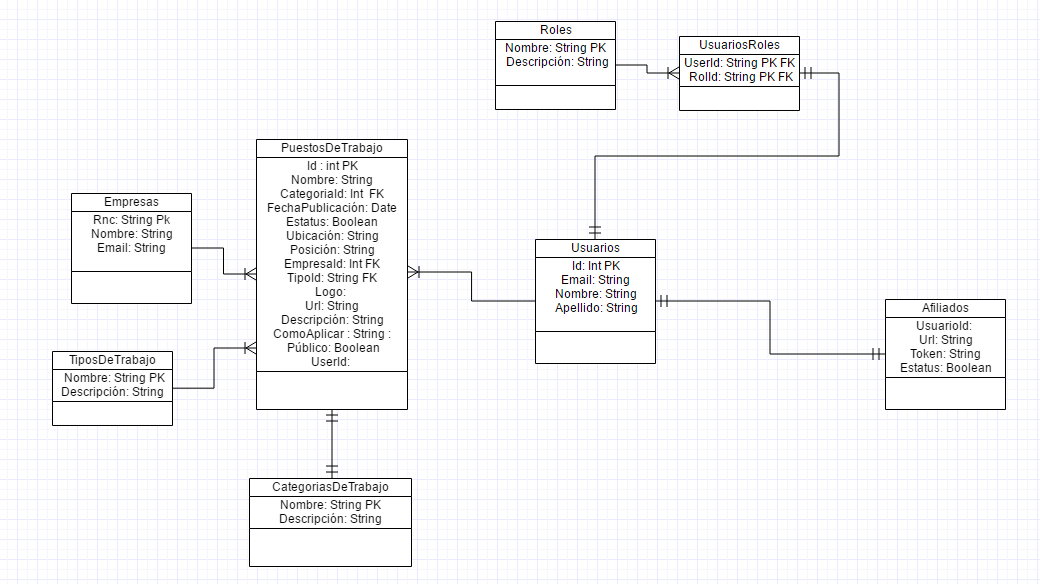 Roles
Nombre: String PK
Descripción: String
UsuariosRoles
UserId: String PK FK
RolId: String PK FK
PuestosDeTrabajo
Id : int PK
Nombre: String
CategoriaId: Int FK
FechaPublicación: Date
Estatus: Boolean
Ubicación: String
Posición: String
EmpresaId: Int FK
TipoId: String FK
Logo:
Url: String
Descripción: String
ComoAplicar : String :
Público: Boolean
UserId:
Empresas
Rnc: String Pk
Nombre: String
Email: String
Usuarios
Id: Int PK
Email: String
Nombre: String
Apellido: String
Afiliados
UsuarioId:
Url: String
Token: String
Estatus: Boolean
TiposDeTrabajo
Nombre: String PK
Descripción: String
CategoriasDeTrabajo
Nombre: String PK
Descripción: String